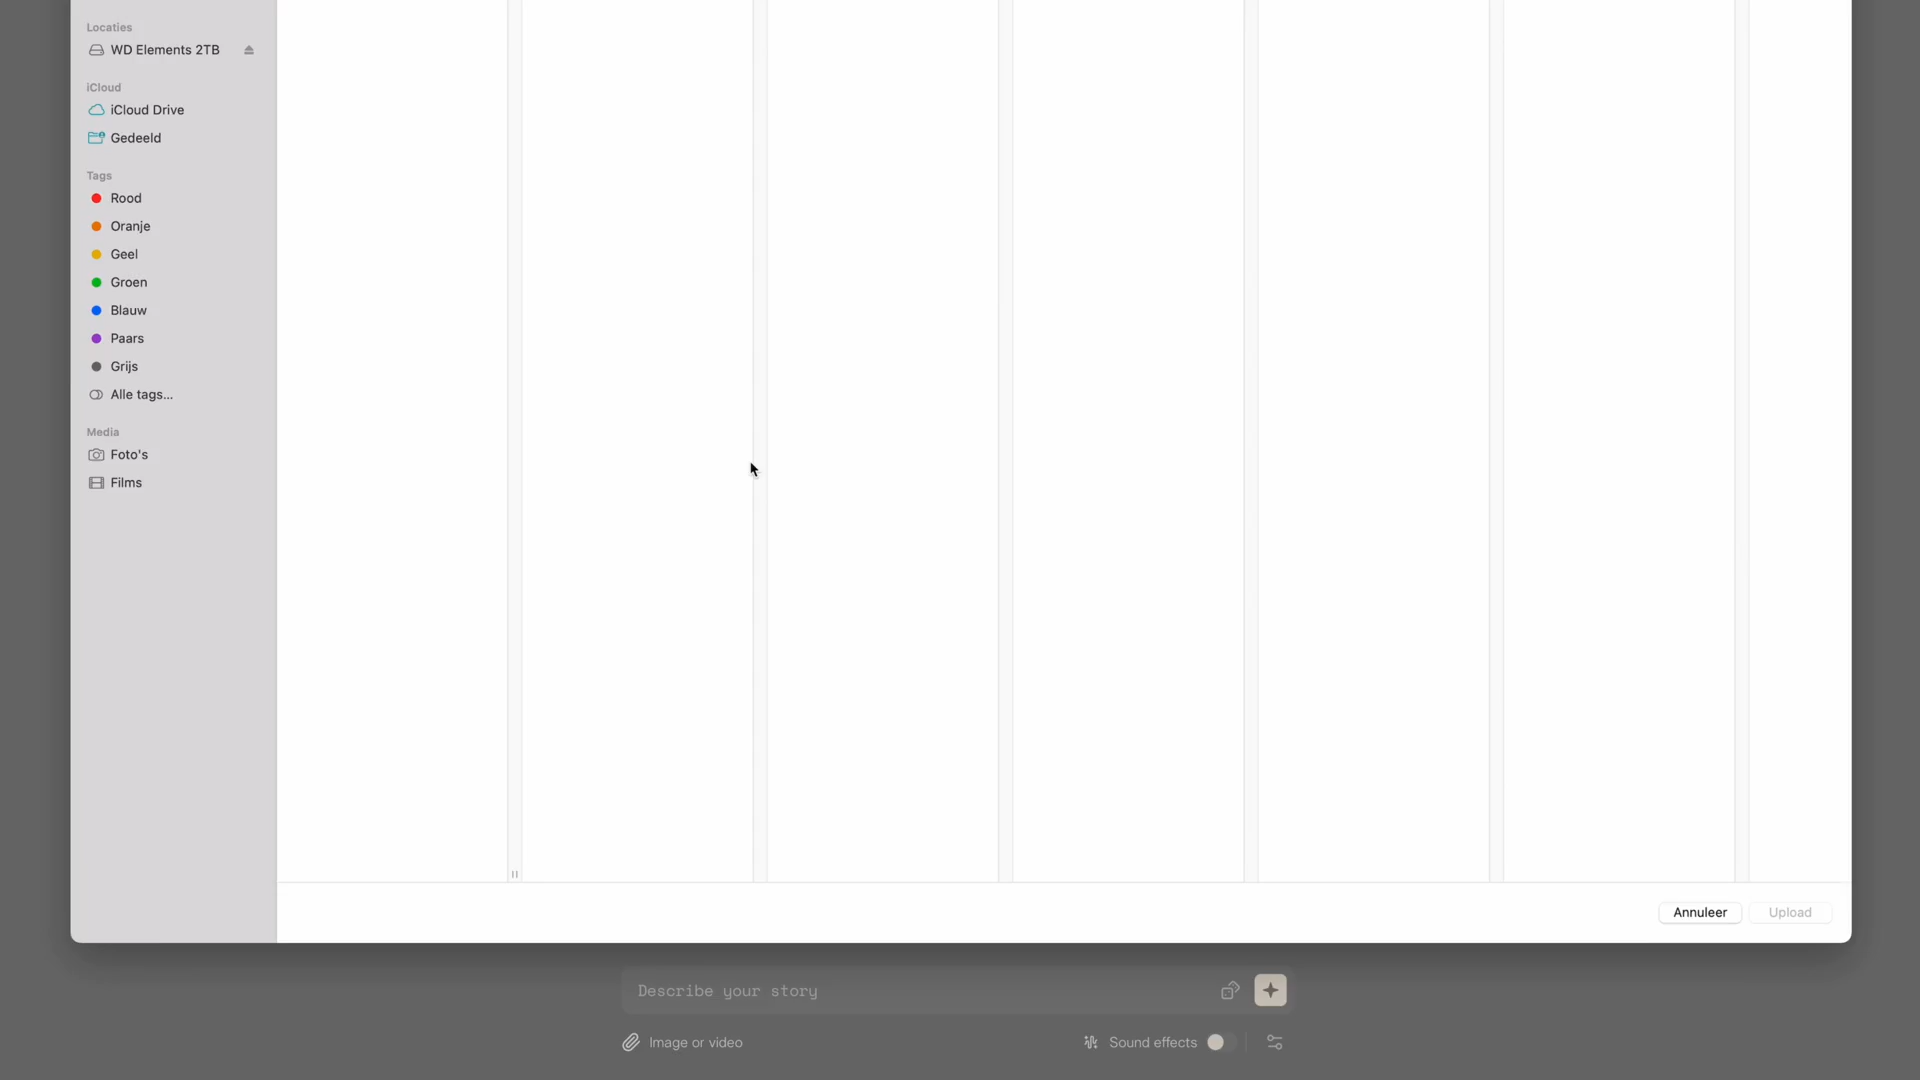 Locaties
WD Elements 2TB
iCloud
iCloud Drive
Gedeeld
Tags
Rood
Oranje
Geel
Groen
Blauw
Paars
Grijs
Alle tags...
Media
Foto's
Films
Annuleer Upload
Describe your story
Image or video Sound effects